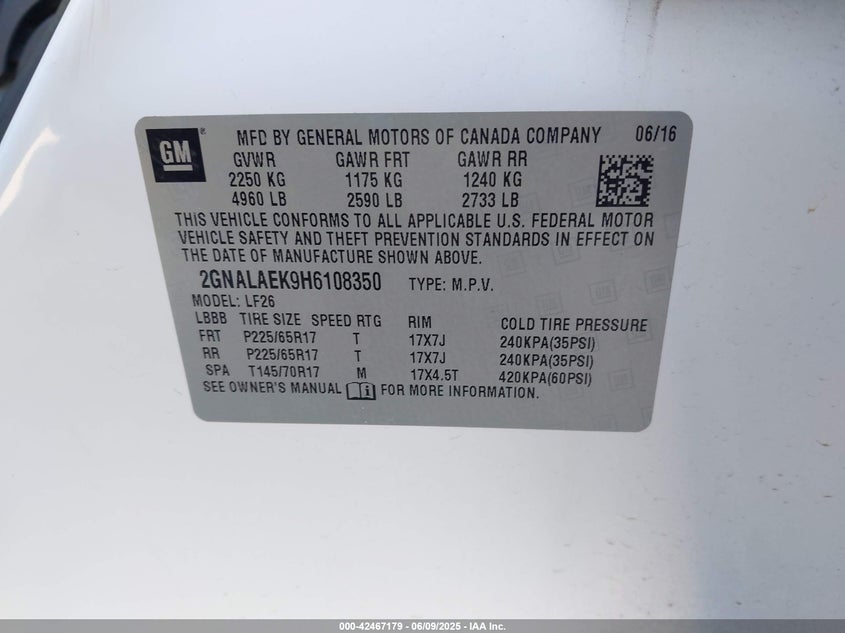 GM ® MFD BY GENERAL MOTORS OF CANADA COMPANY 06/16
GVWR GAWR FRT GAWR RR
2250 KG 1175 KG 1240 KG
4960 LB 2590 LB 2733 LB
THIS VEHICLE CONFORMS TO ALL APPLICABLE U.S. FEDERAL MOTOR
VEHICLE SAFETY AND THEFT PREVENTION STANDARDS IN EFFECT ON
THE DATE OF MANUFACTURE SHOWN ABOVE.
2GNALAEK9H6108350 TYPE: M.P.V.
MODEL: LF26
LBBB TIRE SIZE SPEED RTG RIM COLD TIRE PRESSURE
FRT P225/65R17 T 17X7J 240KPA(35PSI)
RR P225/65R17 T 17X7J 240KPA(35PSI)
SPA T145/70R17 M 17X4.5T 420KPA(60PSI)
SEE OWNER'S MANUAL FOR MORE INFORMATION.
000-42467179 - 06/09/2025 - IAA Inc.